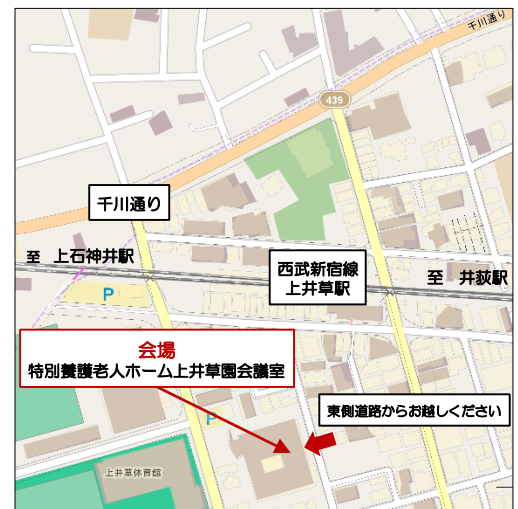 千川通り
439
千川通り
至 上石神井駅
西武新宿線
上井草駅
至 井荻駅
P
会場
特別養護老人ホーム上井草園会議室
東側道路からお越しください
P
上井草体育館